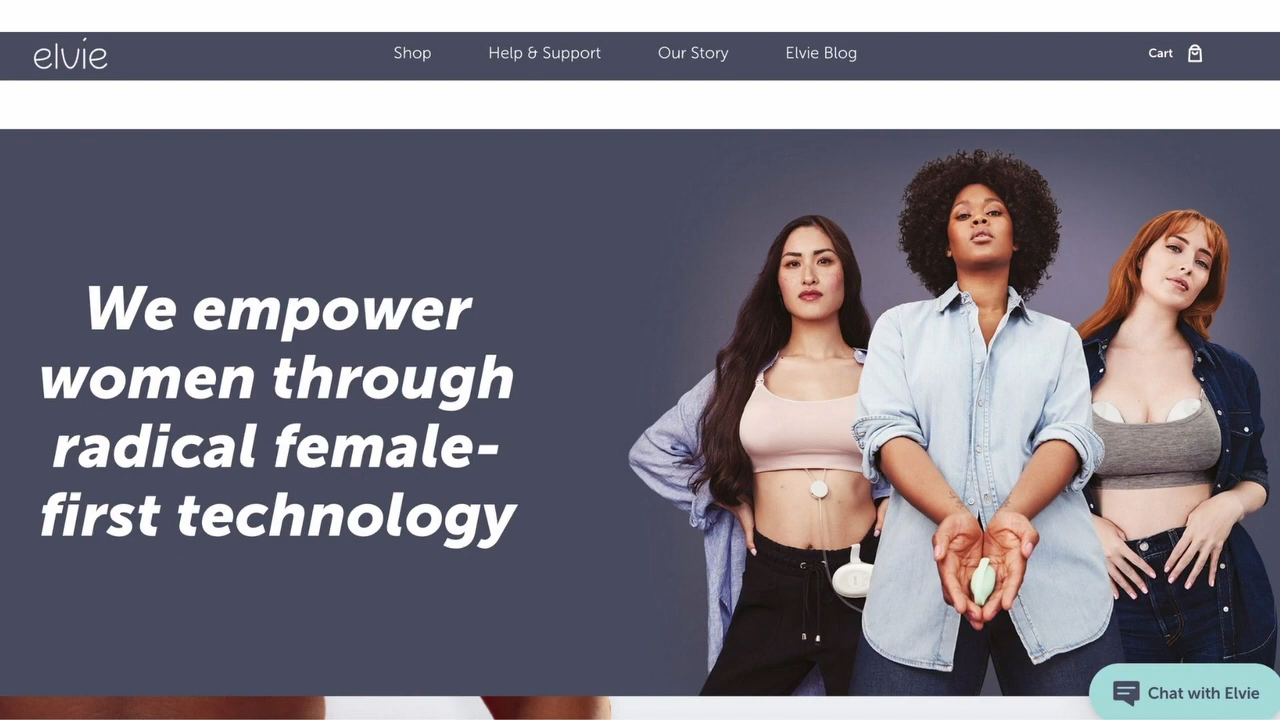 elvie
Shop
Help & Support
Our Story
Elvie Blog
Cart
We empower
women through
radical female-
first technology
Chat with Elvie